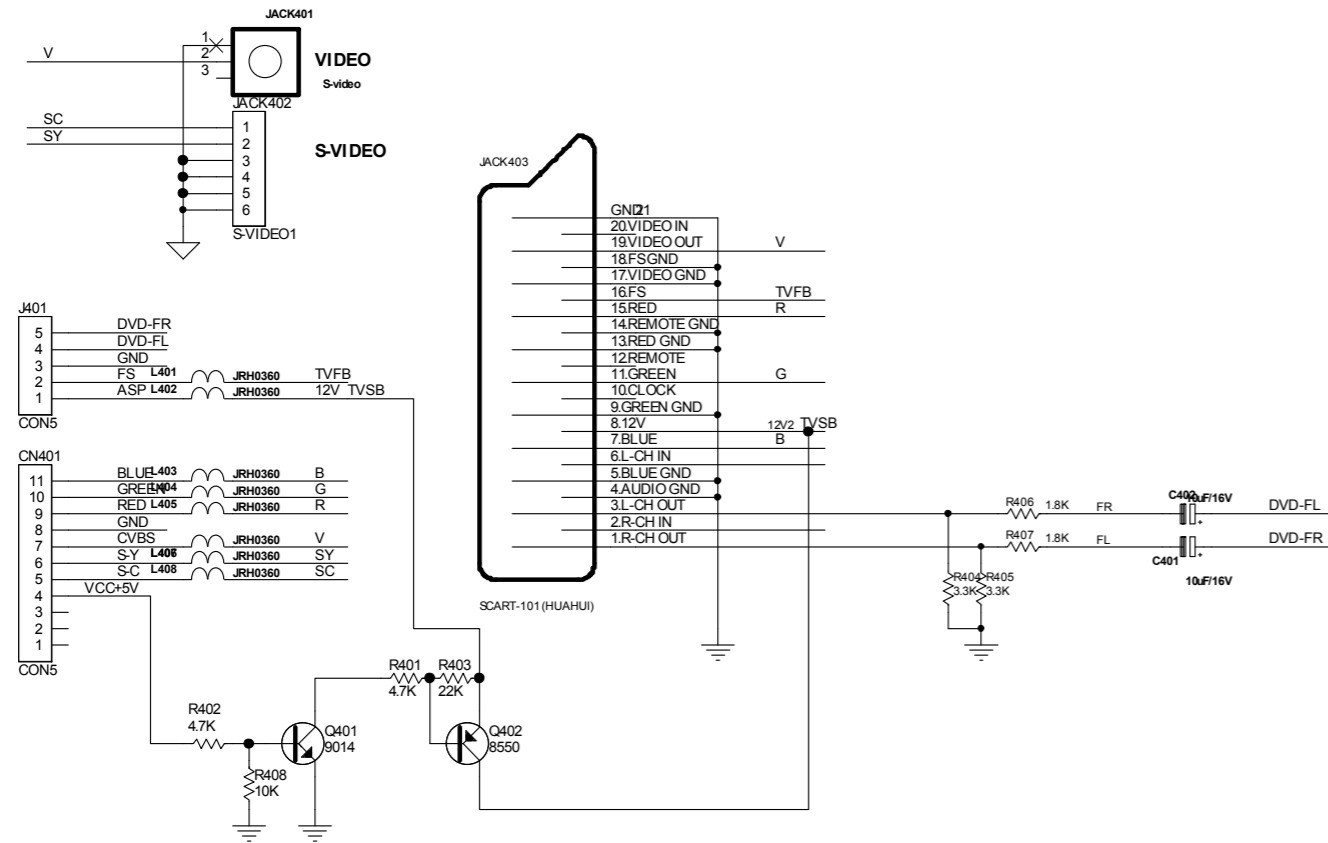 JACK401
1
V
2
VIDEO
3
S-video
JACK402
SC
1
SY
2
S-VIDEO
3
4
5
6
S-VIDEO1
JACK403
GND21
20.VIDEO IN
19.VIDEO OUT V
18.FSGND
17.VIDEO GND
16.FS TVFB
15.RED R
14.REMOTE GND
13.RED GND
12.REMOTE
11.GREEN G
10.CLOCK
9.GREEN GND
8.12V 12V2 TVSB
7.BLUE B
6.L-CH IN
5.BLUE GND
4.AUDIO GND
3.L-CH OUT
2.R-CH IN
1.R-CH OUT
SCART-101 (HUAHUI)
J401
5 DVD-FR
4 DVD-FL
3 GND
2 FS L401 JRH0360 TVFB
1 ASP L402 JRH0360 12V TVSB
CON5
CN401
11 BLUE L403 JRH0360 B
10 GREEN L404 JRH0360 G
9 RED L405 JRH0360 R
8 GND
7 CVBS JRH0360 V
6 S-Y JRH0360 SY
5 S-C L408 JRH0360 SC
4 VCC+5V
3
2
1
CON5
R406 1.8K FR C402 10uF/16V DVD-FL
R407 1.8K FL C401 10uF/16V DVD-FR
R404 R405
3.3K 3.3K
R401 R403
4.7K 22K
R402
4.7K
Q401
9014
Q402
8550
R408
10K